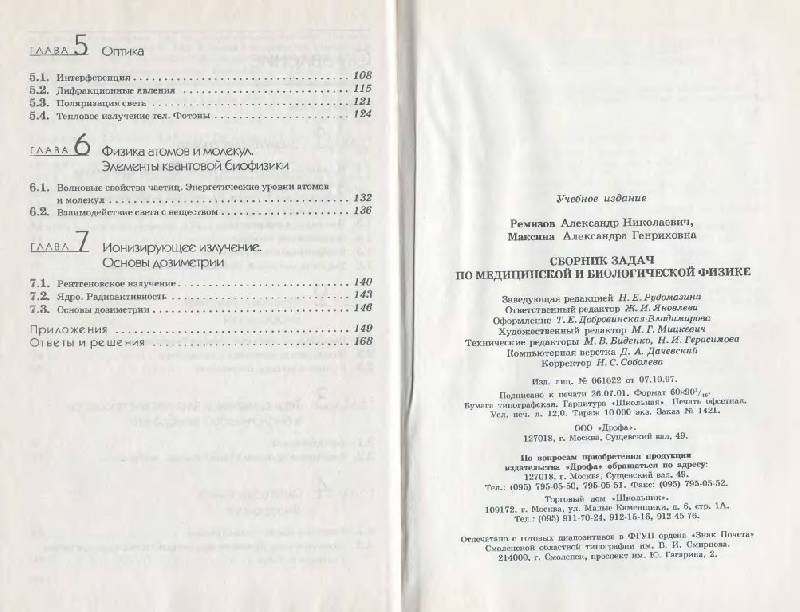 ГЛАВА 5 Оптика
5.1. Интерференция 108
5.2. Дифракционные явления 115
5.3. Поляризация света 121
5.4. Тепловое излучение тел. Фотоны 124
ГЛАВА 6 Физика атомов и молекул.
Элементы квантовой биофизики
6.1. Волновые свойства частиц. Энергетические уровни атомов
и молекул 132
6.2. Взаимодействие света с веществом 136
ГЛАВА 7 Ионизирующее излучение.
Основы дозиметрии
7.1. Рентгеновское излучение 140
7.2. Ядро. Радиоактивность 143
7.3. Основы дозиметрии 146
Приложения 149
Ответы и решения 168
Учебное издание
Ремизов Александр Николаевич,
Максина Александра Генриховна
СБОРНИК ЗАДАЧ
ПО МЕДИЦИНСКОЙ И БИОЛОГИЧЕСКОЙ ФИЗИКЕ
Заведующая редакцией Н. Е. Рудомазина
Ответственный редактор Ж. И. Яковлева
Оформление Т. Е. Добровинская-Владимирова
Художественный редактор М. Г. Мицкевич
Технические редакторы М. В. Биденко, Н. И. Герасимова
Компьютерная верстка Д. А. Дачевский
Корректор Н. С. Соболева
Изд. лиц. № 061622 от 07.10.97.
Подписано к печати 26.07.01. Формат 60×90¹/₁₆.
Бумага типографская. Гарнитура «Школьная». Печать офсетная.
Усл. печ. л. 12,0. Тираж 10 000 экз. Заказ № 1421.
ООО «Дрофа».
127018, г. Москва, Сущевский вал, 49.
По вопросам приобретения продукции
издательства «Дрофа» обращаться по адресу:
127018, г. Москва, Сущевский вал, 49.
Тел.: (095) 795-05-50, 795-05-51. Факс: (095) 795-05-52.
Торговый дом «Школьник».
109172, г. Москва, ул. Малые Каменщики, д. 6, стр. 1А.
Тел.: (095) 911-70-24, 912-15-16, 912-45-76.
Отпечатано с готовых диапозитивов в ФГУП ордена «Знак Почета»
Смоленской областной типографии им. В. И. Смирнова.
214000, г. Смоленск, проспект им. Ю. Гагарина, 2.